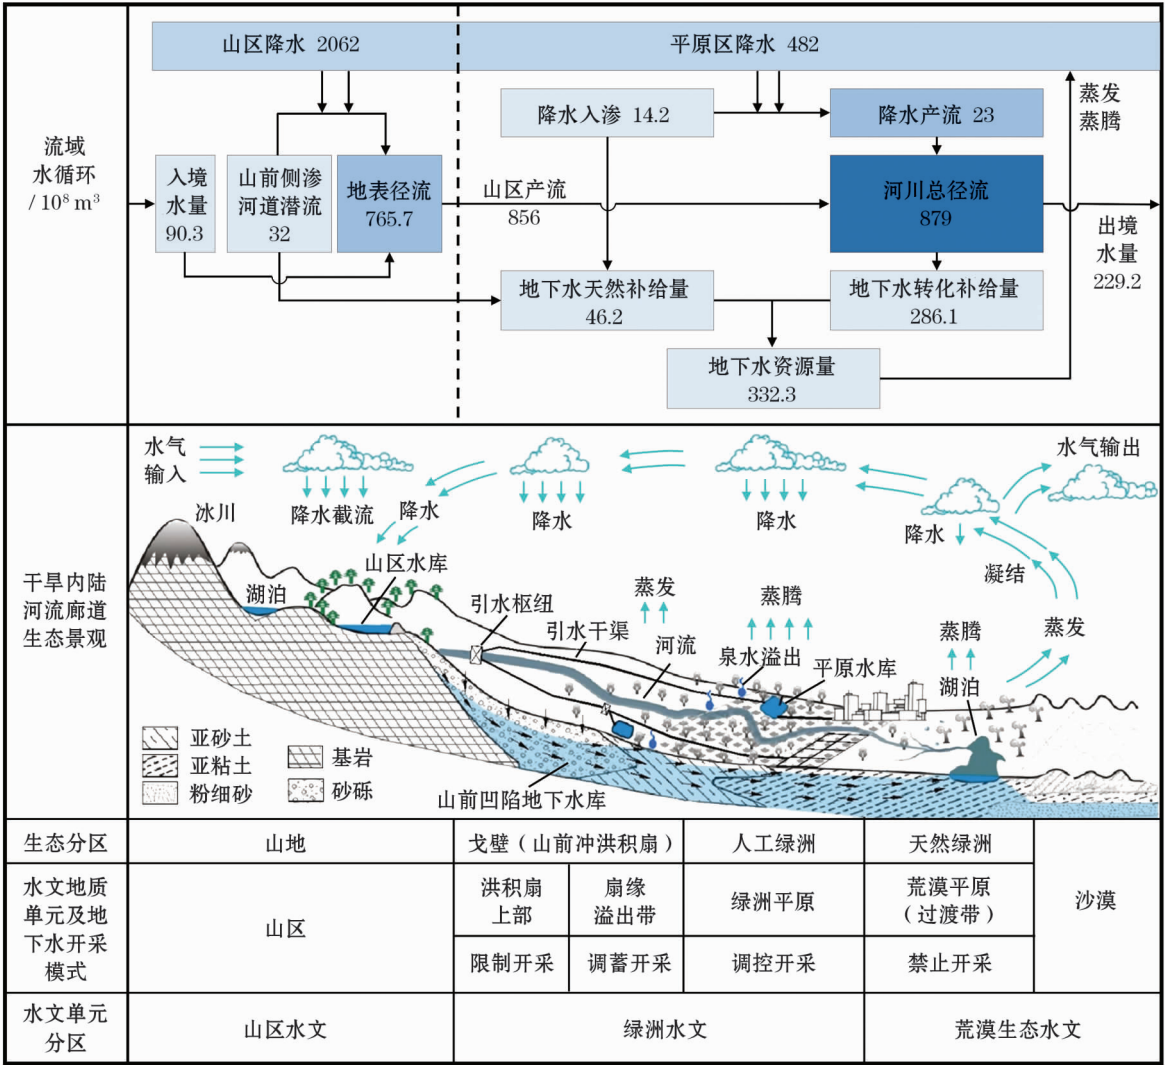 山区降水 2062
平原区降水 482
流域
水循环
/ 10⁸ m³
入境
水量
90.3
山前侧渗
河道潜流
32
地表径流
765.7
山区产流
856
降水入渗 14.2
降水产流 23
河川总径流
879
蒸发
蒸腾
出境
水量
229.2
地下水天然补给量
46.2
地下水转化补给量
286.1
地下水资源量
332.3
干旱内陆
河流廊道
生态景观
水气
输入
水气输出
冰川
降水截流
降水
降水
降水
降水
凝结
湖泊
山区水库
引水枢纽
引水干渠
蒸发
河流
蒸腾
泉水溢出
平原水库
蒸腾
湖泊
蒸发
亚砂土
基岩
亚粘土
粉细砂
砂砾
山前凹陷地下水库
生态分区
山地
戈壁（山前冲洪积扇）
人工绿洲
天然绿洲
沙漠
水文地质
单元及地
下水开采
模式
山区
洪积扇
上部
扇缘
溢出带
绿洲平原
荒漠平原
（过渡带）
限制开采
调蓄开采
调控开采
禁止开采
水文单元
分区
山区水文
绿洲水文
荒漠生态水文